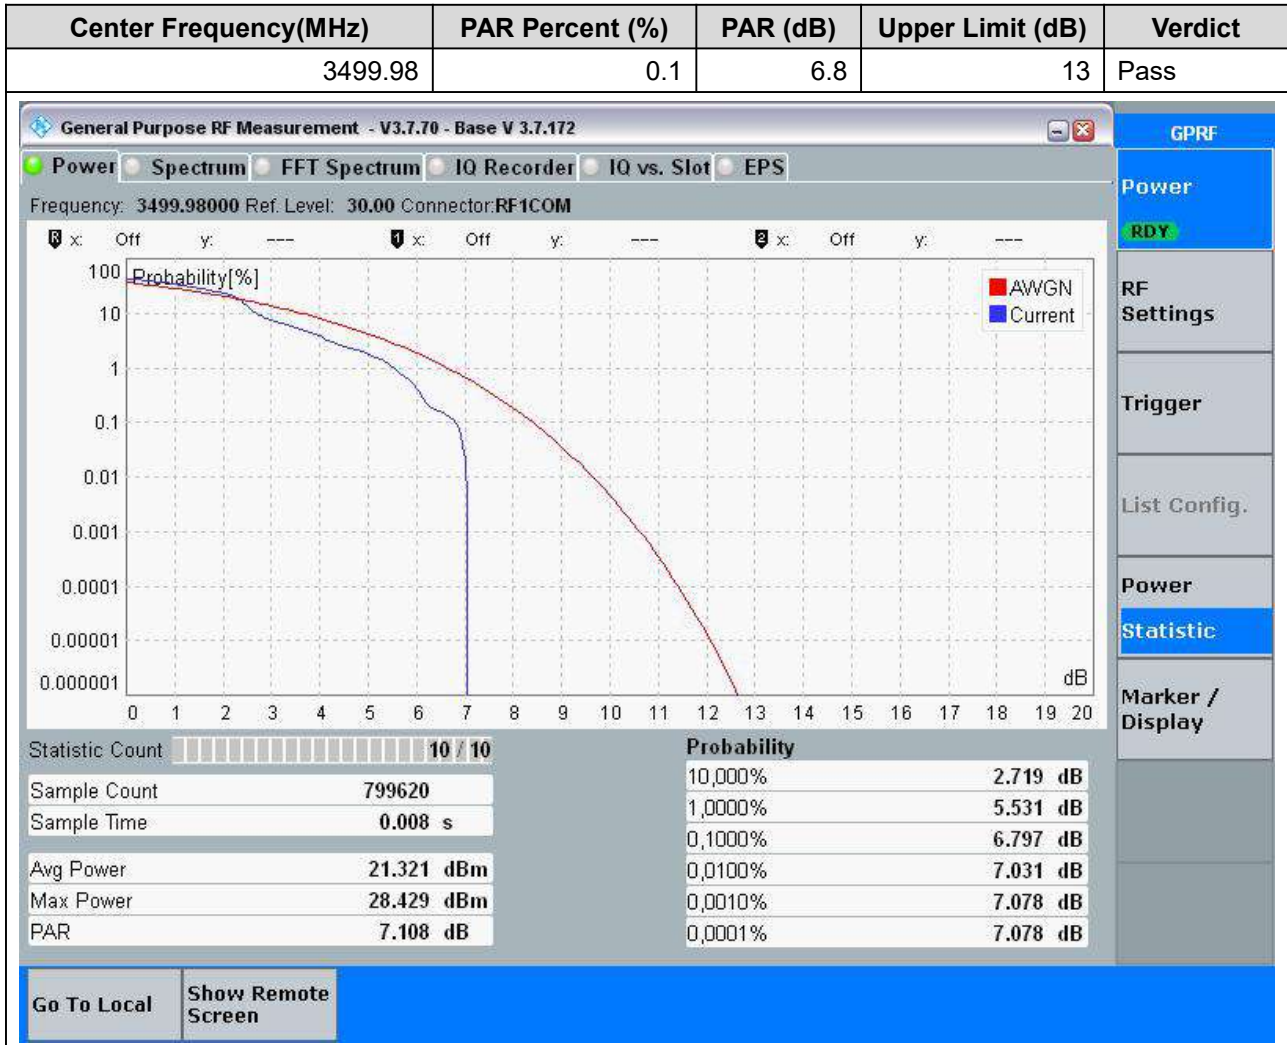 Center Frequency(MHz) PAR Percent (%) PAR (dB) Upper Limit (dB) Verdict
3499.98 0.1 6.8 13 Pass
General Purpose RF Measurement - V3.7.70 - Base V 3.7.172
GPRF
Power Spectrum FFT Spectrum IQ Recorder IQ vs. Slot EPS
Power
RDY
Frequency: 3499.98000 Ref. Level: 30.00 Connector:RF1COM
R x: Off y: --- 1 x: Off y: --- 2 x: Off y: ---
Probability[%]
AWGN
Current
100
10
1
0.1
0.01
0.001
0.0001
0.00001
0.000001
dB
0 1 2 3 4 5 6 7 8 9 10 11 12 13 14 15 16 17 18 19 20
RF
Settings
Trigger
List Config.
Power
Statistic
Marker /
Display
Statistic Count 10 / 10
Sample Count 799620
Sample Time 0.008 s
Avg Power 21.321 dBm
Max Power 28.429 dBm
PAR 7.108 dB
Probability
10,000% 2.719 dB
1,0000% 5.531 dB
0,1000% 6.797 dB
0,0100% 7.031 dB
0,0010% 7.078 dB
0,0001% 7.078 dB
Go To Local
Show Remote
Screen